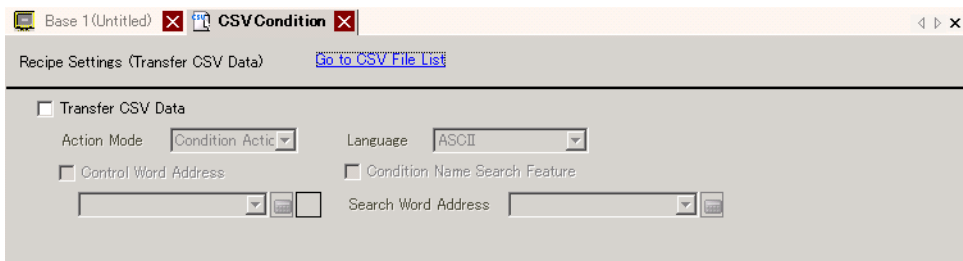 Base 1(Untitled) CSV CSVCondition
Recipe Settings (Transfer CSV Data) Go to CSV File List
Transfer CSV Data
Action Mode Condition Actic Language ASCII
Control Word Address Condition Name Search Feature
Search Word Address